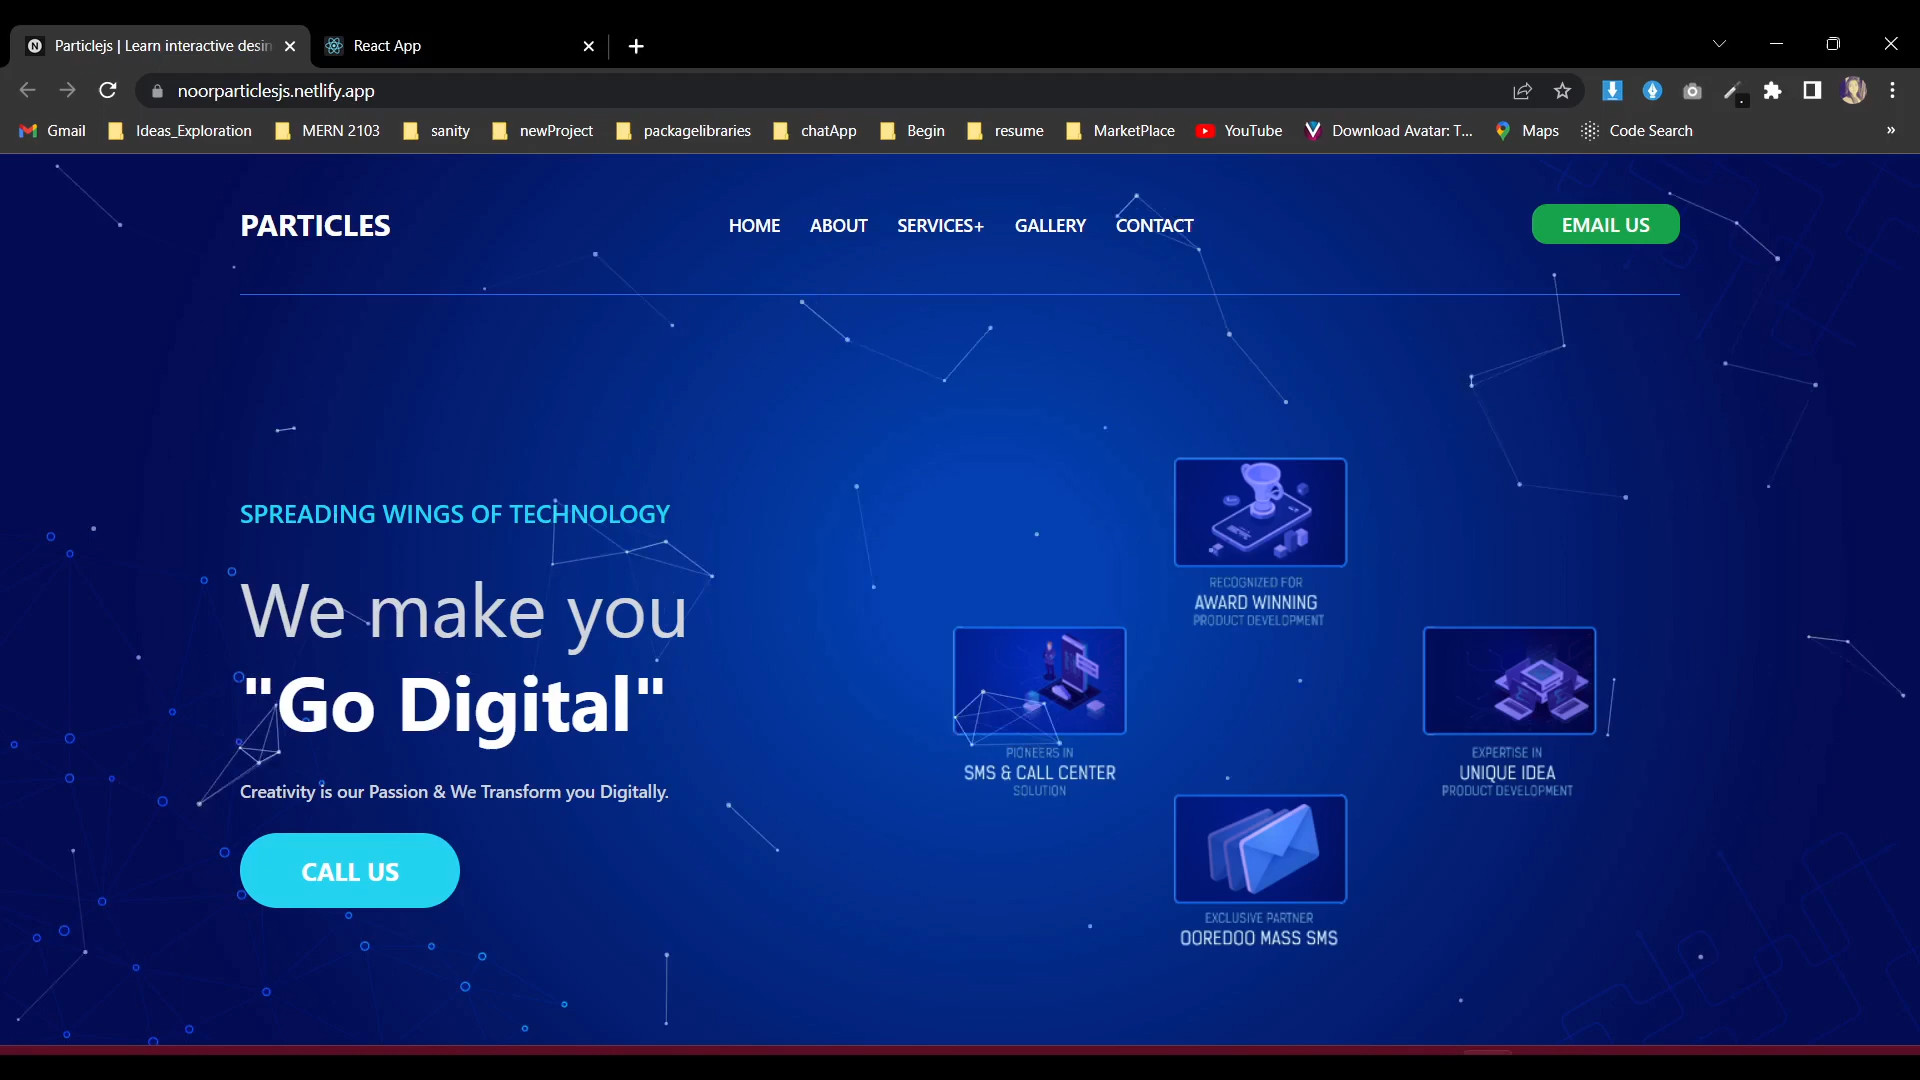 Particlejs | Learn interactive desin
React App
noorparticlesjs.netlify.app
Gmail
Ideas_Exploration
MERN 2103
sanity
newProject
packagelibraries
chatApp
Begin
resume
MarketPlace
YouTube
Download Avatar: T...
Maps
Code Search
»
PARTICLES
HOME
ABOUT
SERVICES+
GALLERY
CONTACT
EMAIL US
SPREADING WINGS OF TECHNOLOGY
We make you
"Go Digital"
Creativity is our Passion & We Transform you Digitally.
CALL US
RECOGNIZED FOR
AWARD WINNING
PRODUCT DEVELOPMENT
PIONEERS IN
SMS & CALL CENTER
SOLUTION
EXPERTISE IN
UNIQUE IDEA
PRODUCT DEVELOPMENT
EXCLUSIVE PARTNER
OOREDOO MASS SMS